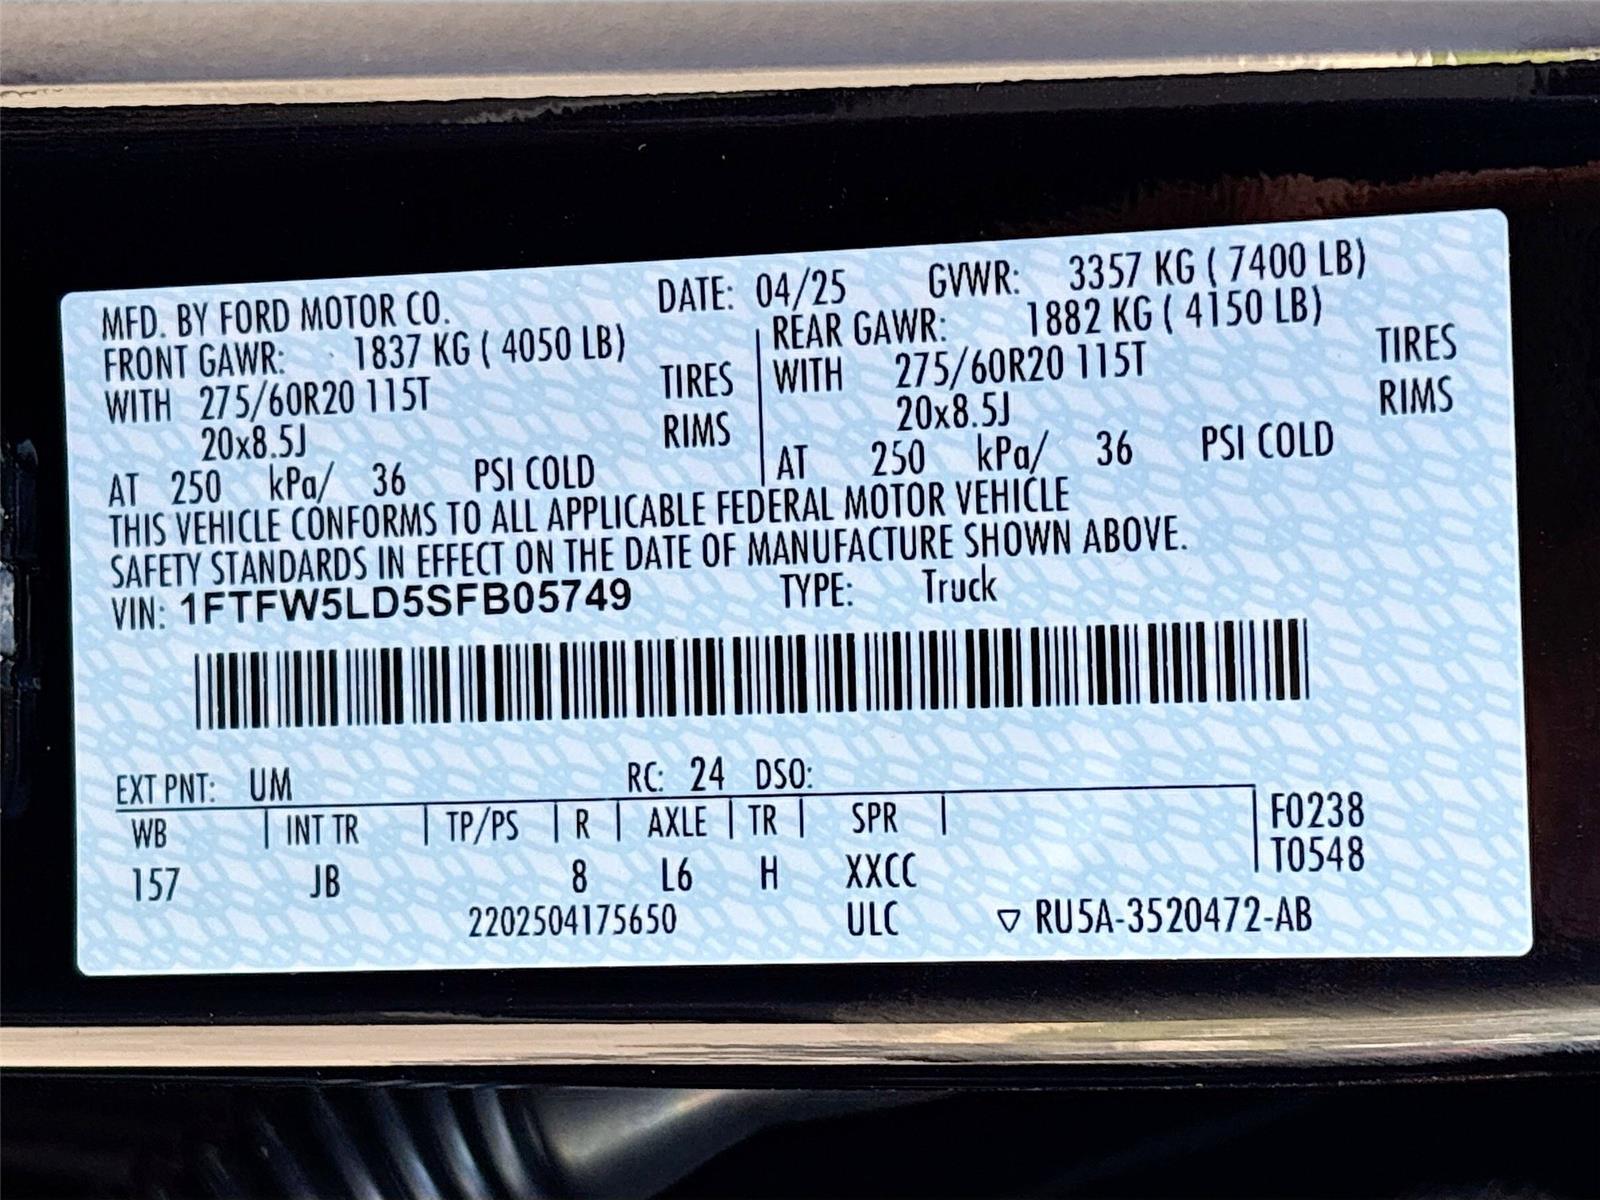 MFD. BY FORD MOTOR CO. DATE: 04/25 GVWR: 3357 KG ( 7400 LB)
FRONT GAWR: 1837 KG ( 4050 LB) REAR GAWR: 1882 KG ( 4150 LB)
WITH 275/60R20 115T TIRES WITH 275/60R20 115T TIRES
20x8.5J RIMS 20x8.5J RIMS
AT 250 kPa/ 36 PSI COLD AT 250 kPa/ 36 PSI COLD
THIS VEHICLE CONFORMS TO ALL APPLICABLE FEDERAL MOTOR VEHICLE
SAFETY STANDARDS IN EFFECT ON THE DATE OF MANUFACTURE SHOWN ABOVE.
VIN: 1FTFW5LD5SFB05749 TYPE: Truck
EXT PNT: UM RC: 24 DSO:
WB INT TR TP/PS R AXLE TR SPR F0238
T0548
157 JB 8 L6 H XXCC
2202504175650 ULC ▽ RU5A-3520472-AB